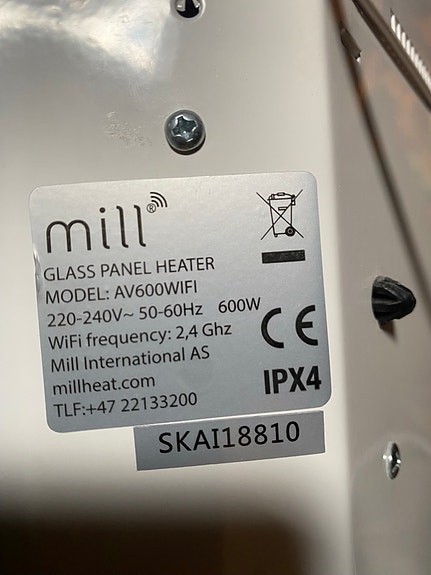 mill®
GLASS PANEL HEATER
MODEL: AV600WIFI
220-240V~ 50-60Hz 600W
WiFi frequency: 2,4 Ghz
Mill International AS
millheat.com
TLF:+47 22133200
CE
IPX4
SKAI18810